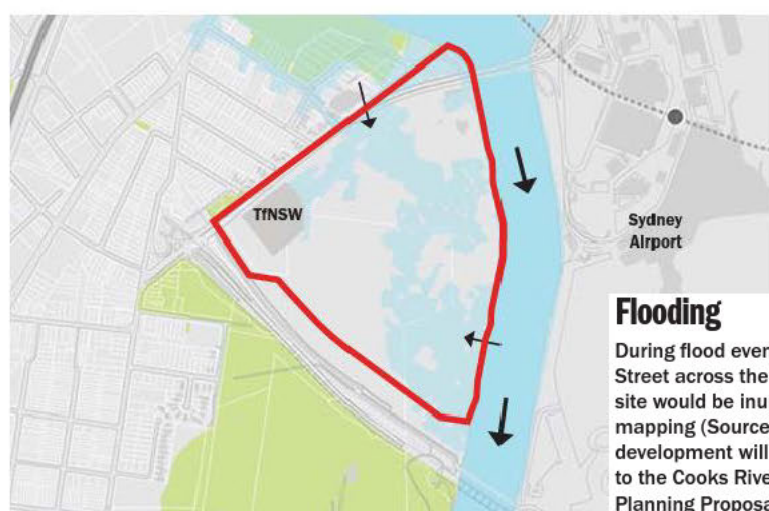 TfNSW
Sydney
Airport
Flooding
During flood even
Street across the
site would be inu
mapping (Source
development will
to the Cooks Rive
Planning Proposa